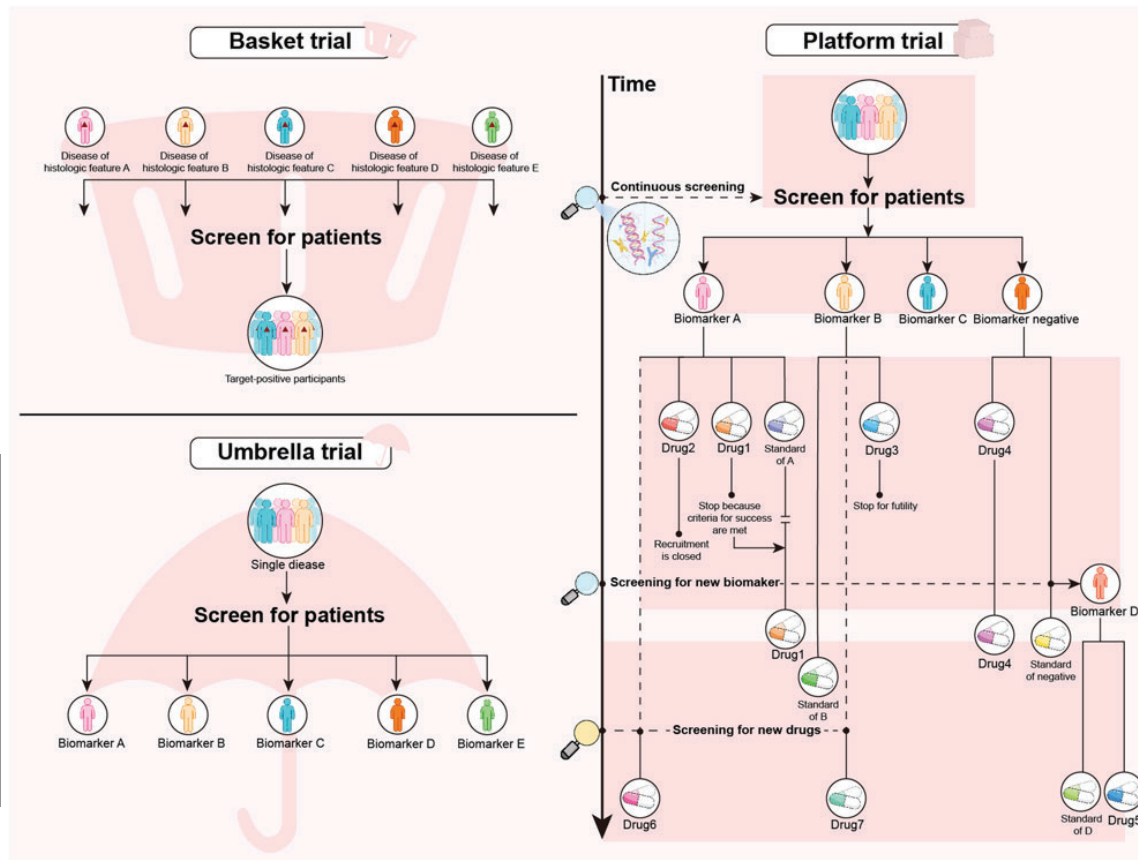 Basket trial
Disease of
histologic feature A
Disease of
histologic feature B
Disease of
histologic feature C
Disease of
histologic feature D
Disease of
histologic feature E
Screen for patients
Target-positive participants
Umbrella trial
Single diease
Screen for patients
Biomarker A
Biomarker B
Biomarker C
Biomarker D
Biomarker E
Platform trial
Time
Continuous screening
Screen for patients
Biomarker A
Biomarker B
Biomarker C
Biomarker negative
Drug2
Drug1
Standard
of A
Drug3
Drug4
Stop because
criteria for success
are met
Stop for futility
Recruitment
is closed
Screening for new biomaker
Biomarker D
Drug1
Drug4
Standard
of negative
Standard
of B
Screening for new drugs
Drug6
Drug7
Standard
of D
Drug5